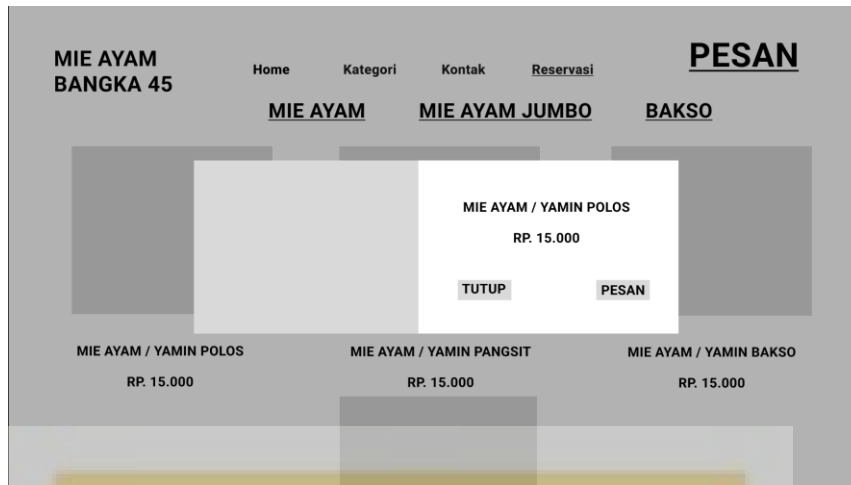 MIE AYAM
BANGKA 45
Home
Kategori
Kontak
Reservasi
PESAN
MIE AYAM
MIE AYAM JUMBO
BAKSO
MIE AYAM / YAMIN POLOS
RP. 15.000
TUTUP
PESAN
MIE AYAM / YAMIN POLOS
RP. 15.000
MIE AYAM / YAMIN PANGSIT
RP. 15.000
MIE AYAM / YAMIN BAKSO
RP. 15.000